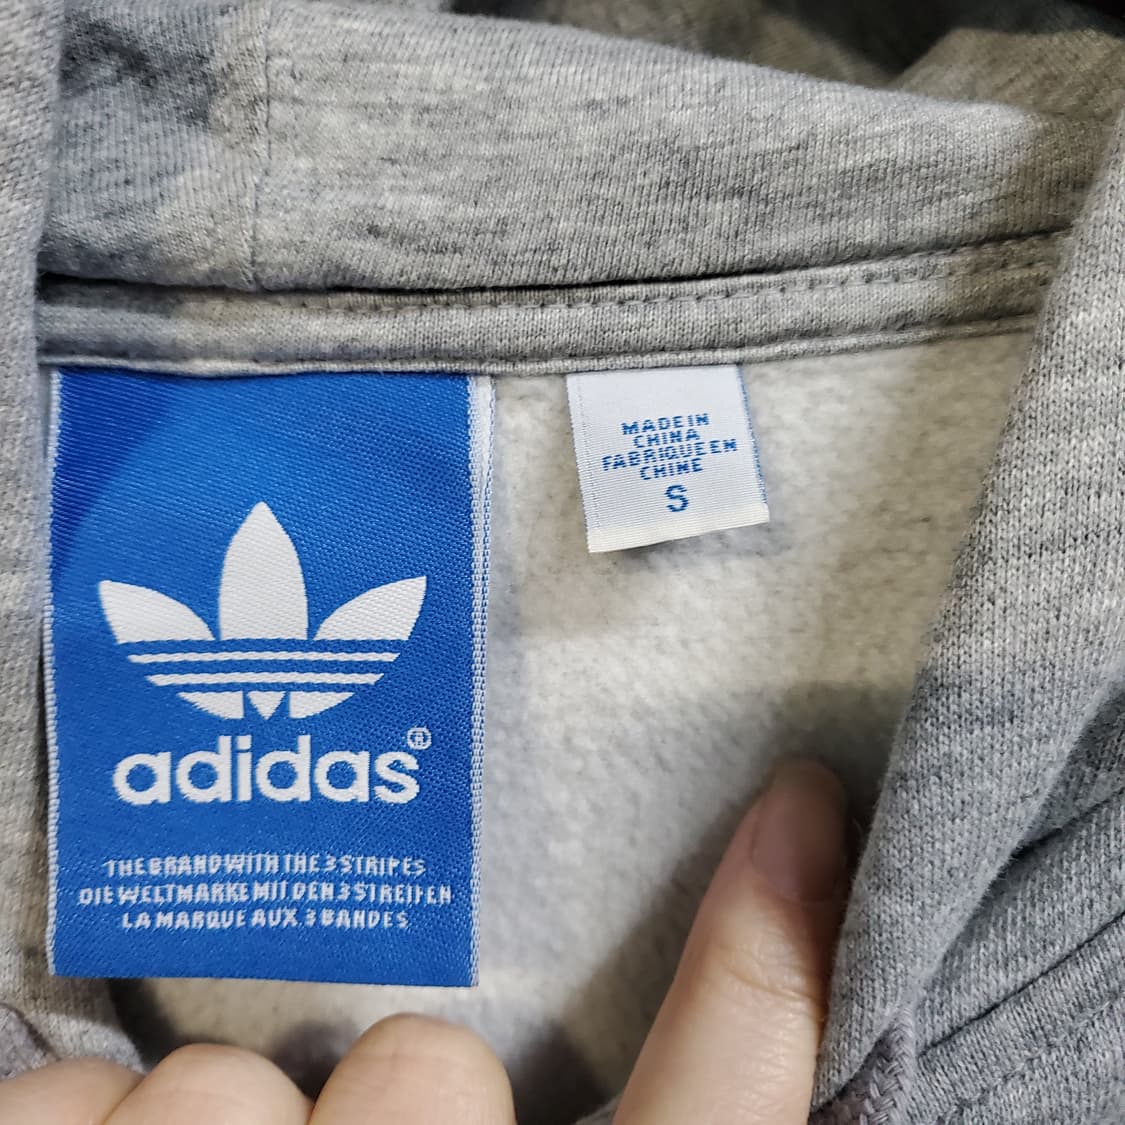 adidas®
THE BRAND WITH THE 3 STRIPES
DIE WELTMARKE MIT DEN 3 STREIFEN
LA MARQUE AUX 3 BANDES
MADE IN
CHINA
FABRIQUE EN
CHINE
S